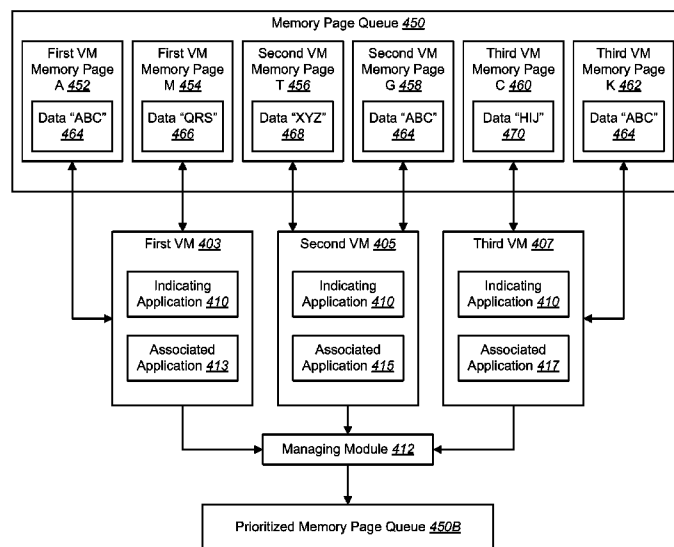 Memory Page Queue 450
First VM
Memory Page
A 452
Data “ABC”
464
First VM
Memory Page
M 454
Data “QRS”
466
Second VM
Memory Page
T 456
Data “XYZ”
468
Second VM
Memory Page
G 458
Data “ABC”
464
Third VM
Memory Page
C 460
Data “HIJ”
470
Third VM
Memory Page
K 462
Data “ABC”
464
First VM 403
Indicating
Application 410
Associated
Application 413
Second VM 405
Indicating
Application 410
Associated
Application 415
Third VM 407
Indicating
Application 410
Associated
Application 417
Managing Module 412
Prioritized Memory Page Queue 450B